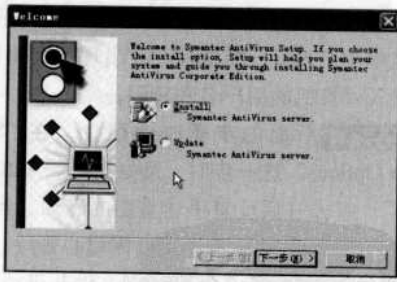 Welcome
Welcome to Symantec AntiVirus Setup. If you choose
the install option, Setup will help you plan your
system and guide you through installing Symantec
AntiVirus Corporate Edition.
Install
Symantec AntiVirus server.
Update
Symantec AntiVirus server.
下一步(N) >
取消